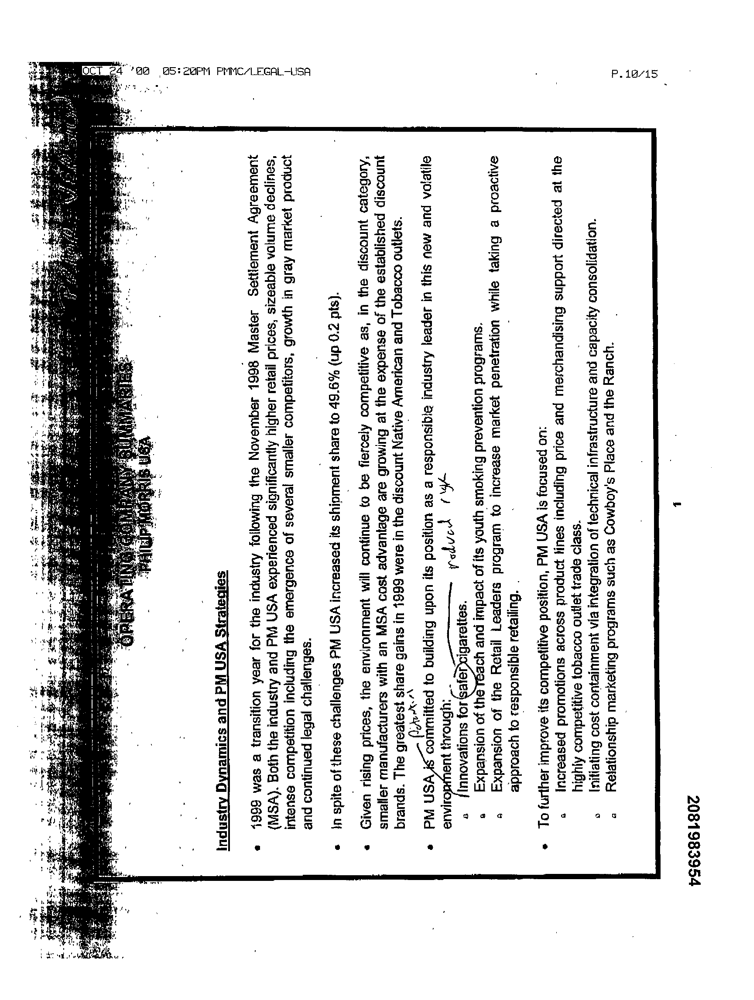 OCT 24 '00 05:20PM PMMC/LEGAL-USA P.10/15
OPERATING COMPANY SUMMARIES
PHILIP MORRIS USA
Industry Dynamics and PM USA Strategies
• 1999 was a transition year for the industry following the November 1998 Master Settlement Agreement
(MSA). Both the industry and PM USA experienced significantly higher retail prices, sizeable volume declines,
intense competition including the emergence of several smaller competitors, growth in gray market product
and continued legal challenges.
• In spite of these challenges PM USA increased its shipment share to 49.6% (up 0.2 pts).
• Given rising prices, the environment will continue to be fiercely competitive as, in the discount category,
smaller manufacturers with an MSA cost advantage are growing at the expense of the established discount
brands. The greatest share gains in 1999 were in the discount Native American and Tobacco outlets.
• PM USA is committed to building upon its position as a responsible industry leader in this new and volatile
environment through:
Innovations for safer cigarettes.
Expansion of the reach and impact of its youth smoking prevention programs.
Expansion of the Retail Leaders program to increase market penetration while taking a proactive
approach to responsible retailing.
• To further improve its competitive position, PM USA is focused on:
Increased promotions across product lines including price and merchandising support directed at the
highly competitive tobacco outlet trade class.
Initiating cost containment via integration of technical infrastructure and capacity consolidation.
Relationship marketing programs such as Cowboy's Place and the Ranch.
1
2081983954